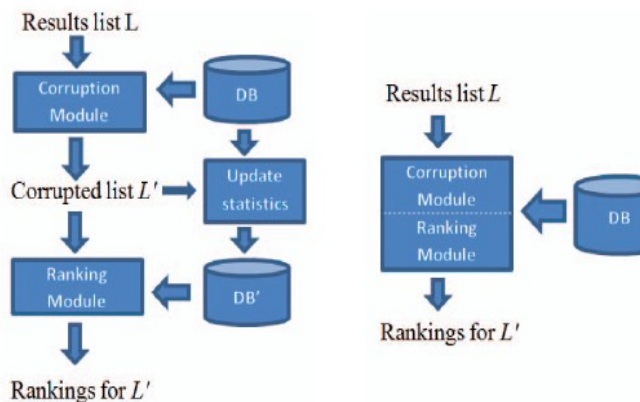 Results list L
Corruption
Module
DB
Corrupted list L'
Update
statistics
Ranking
Module
DB'
Rankings for L'
Results list L
Corruption
Module
Ranking
Module
DB
Rankings for L'